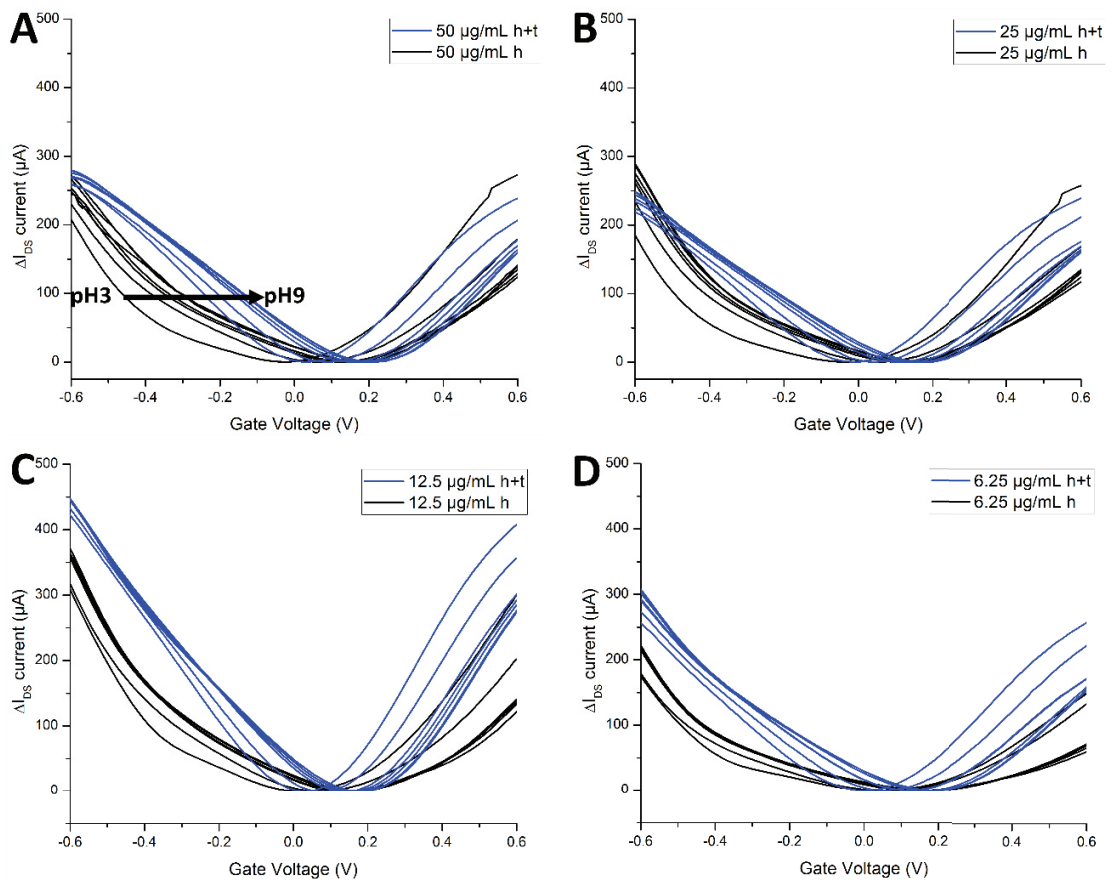 A
50 µg/mL h+t
50 µg/mL h
500
400
300
200
100
0
ΔIDS current (µA)
pH3
pH9
-0.6
-0.4
-0.2
0.0
0.2
0.4
0.6
Gate Voltage (V)
B
25 µg/mL h+t
25 µg/mL h
500
400
300
200
100
0
ΔIDS current (µA)
-0.6
-0.4
-0.2
0.0
0.2
0.4
0.6
Gate Voltage (V)
C
12.5 µg/mL h+t
12.5 µg/mL h
500
400
300
200
100
0
ΔIDS current (µA)
-0.6
-0.4
-0.2
0.0
0.2
0.4
0.6
Gate Voltage (V)
D
6.25 µg/mL h+t
6.25 µg/mL h
500
400
300
200
100
0
ΔIDS current (µA)
-0.6
-0.4
-0.2
0.0
0.2
0.4
0.6
Gate Voltage (V)